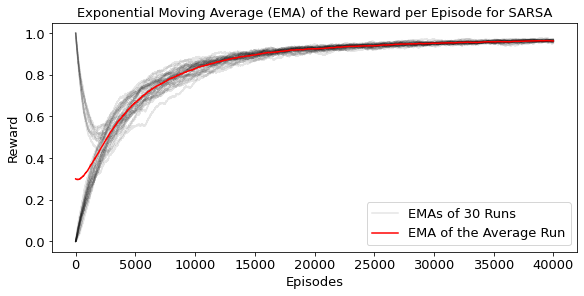 Exponential Moving Average (EMA) of the Reward per Episode for SARSA
1.0
0.8
0.6
0.4
0.2
0.0
Reward
EMAs of 30 Runs
EMA of the Average Run
0 5000 10000 15000 20000 25000 30000 35000 40000
Episodes